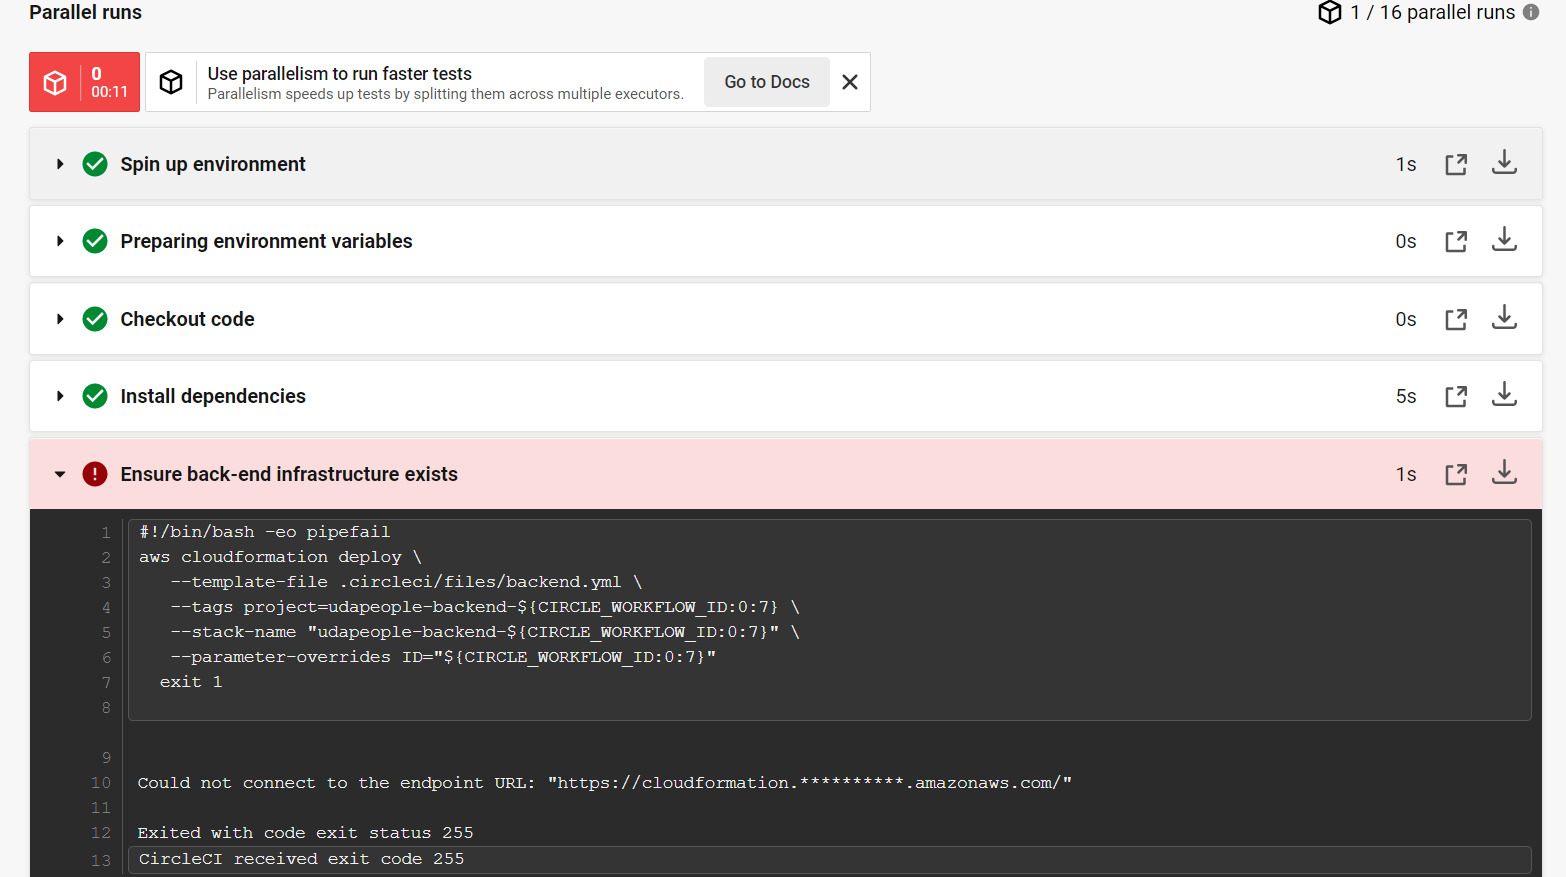 Parallel runs
1 / 16 parallel runs
0
00:11
Use parallelism to run faster tests
Parallelism speeds up tests by splitting them across multiple executors.
Go to Docs
Spin up environment
1s
Preparing environment variables
0s
Checkout code
0s
Install dependencies
5s
Ensure back-end infrastructure exists
1s
1 #!/bin/bash -eo pipefail
2 aws cloudformation deploy \
3 --template-file .circleci/files/backend.yml \
4 --tags project=udapeople-backend-${CIRCLE_WORKFLOW_ID:0:7} \
5 --stack-name "udapeople-backend-${CIRCLE_WORKFLOW_ID:0:7}" \
6 --parameter-overrides ID="${CIRCLE_WORKFLOW_ID:0:7}"
7 exit 1
8
9
10 Could not connect to the endpoint URL: "https://cloudformation.**********.amazonaws.com/"
11
12 Exited with code exit status 255
13 CircleCI received exit code 255